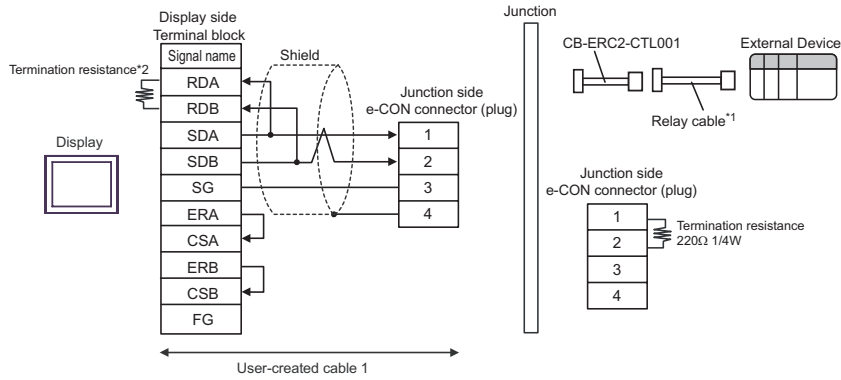 Display side
Terminal block
Signal name
Termination resistance*2
RDA
RDB
SDA
SDB
SG
ERA
CSA
ERB
CSB
FG
Display
Shield
Junction side
e-CON connector (plug)
1
2
3
4
User-created cable 1
Junction
CB-ERC2-CTL001
External Device
Relay cable*1
Junction side
e-CON connector (plug)
1
2
3
4
Termination resistance
220Ω 1/4W